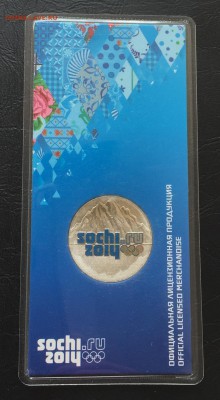 sochi.ru
2014
sochi.ru
2014
ОФИЦИАЛЬНАЯ ЛИЦЕНЗИОННАЯ ПРОДУКЦИЯ
OFFICIAL LICENSED MERCHANDISE